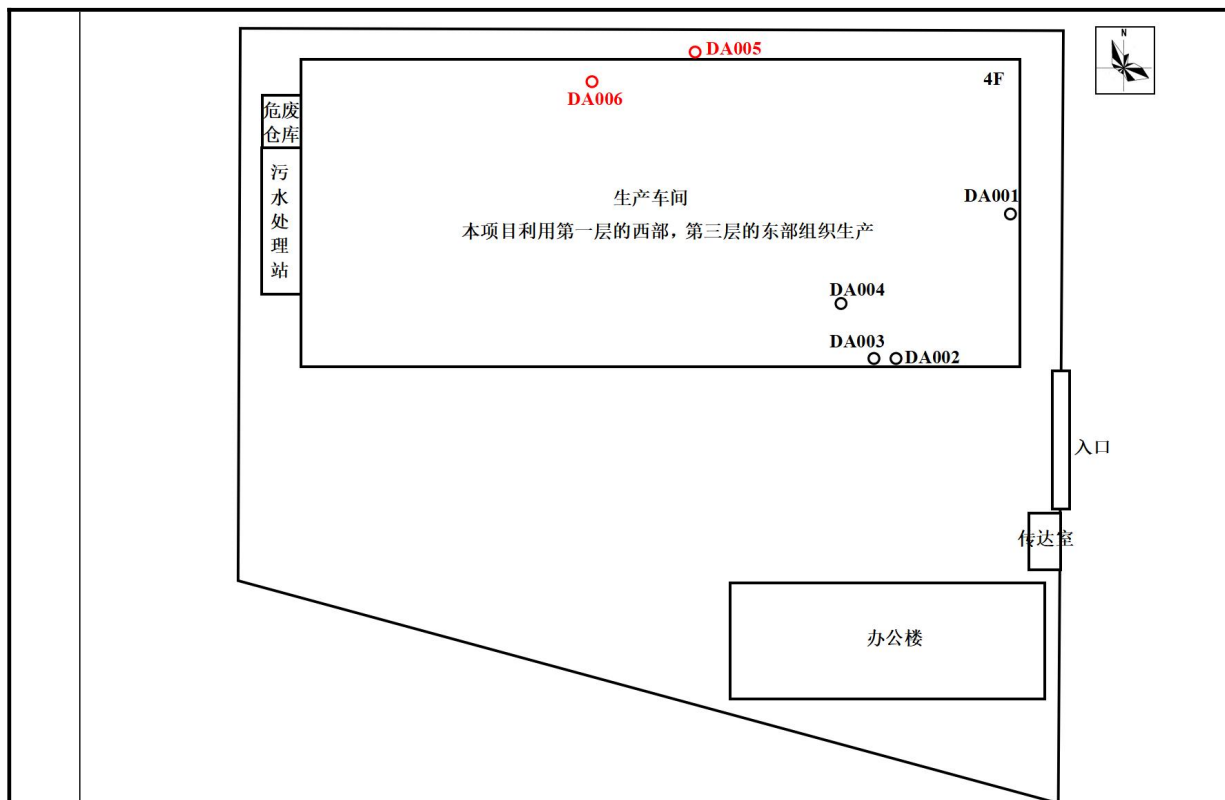 N
DA005
4F
DA006
危废
仓库
污水处理站
生产车间
DA001
本项目利用第一层的西部，第三层的东部组织生产
DA004
DA003
DA002
入口
传达室
办公楼